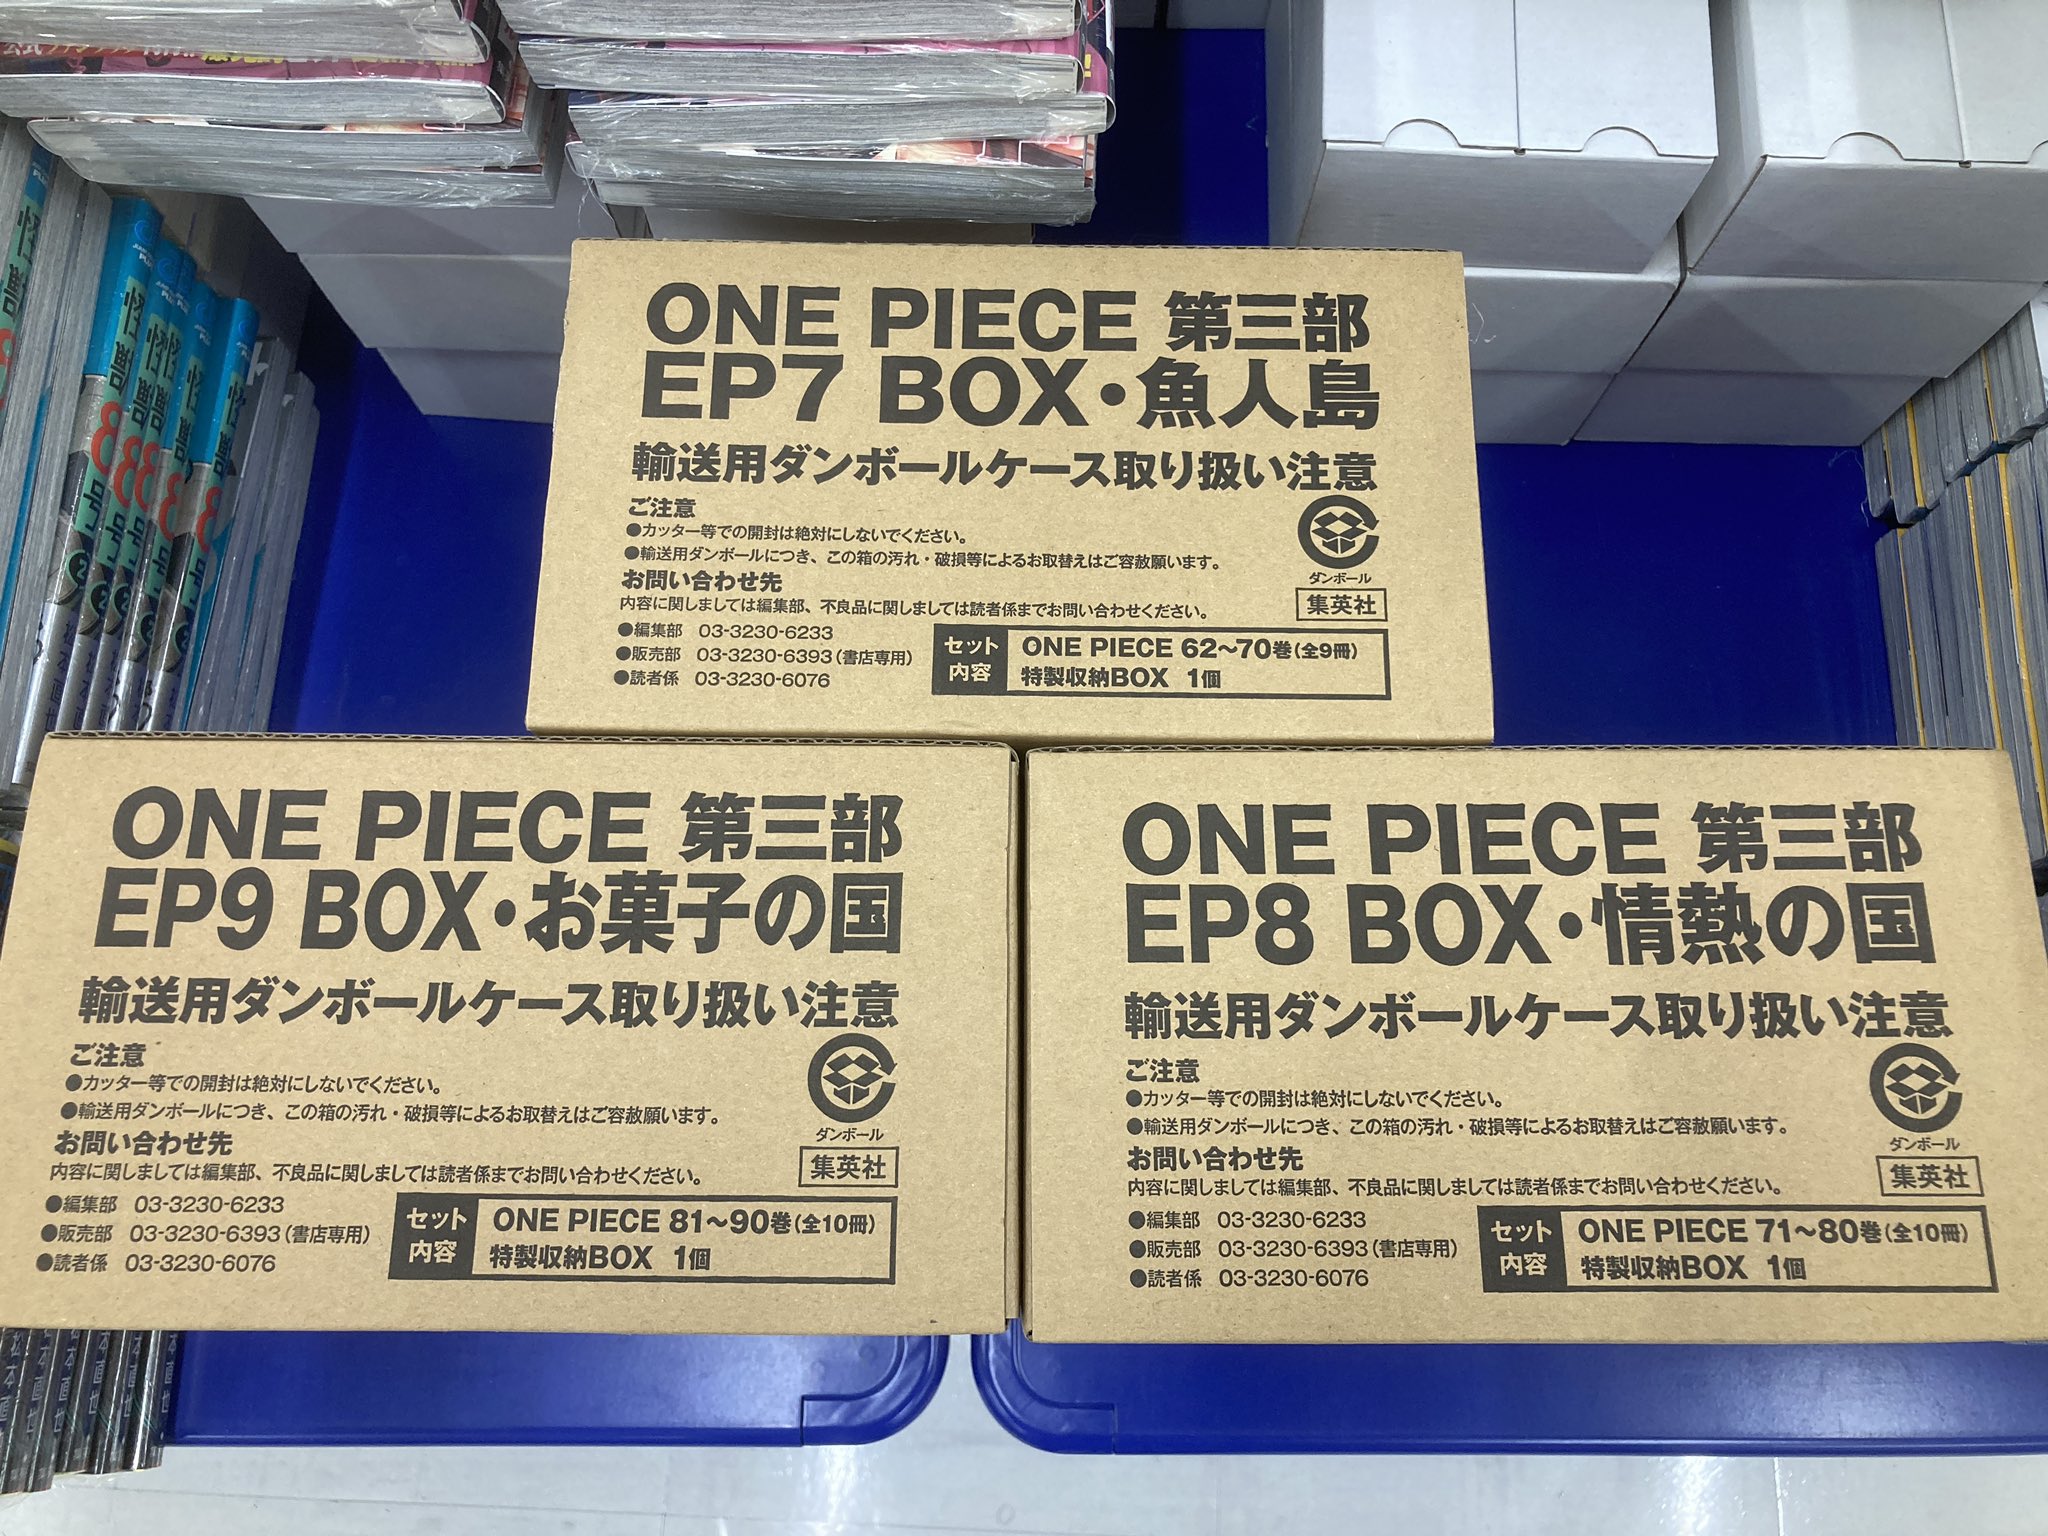 ONE PIECE 第三部
EP7 BOX・魚人島
輸送用ダンボールケース取り扱い注意
ご注意
●カッター等での開封は絶対にしないでください。
●輸送用ダンボールにつき、この箱の汚れ・破損等によるお取替えはご容赦願います。
お問い合わせ先
内容に関しましては編集部、不良品に関しましては読者係までお問い合わせください。
●編集部 03-3230-6233
●販売部 03-3230-6393(書店専用)
●読者係 03-3230-6076
ダンボール
集英社
セット内容
ONE PIECE 62〜70巻(全9冊)
特製収納BOX 1個
ONE PIECE 第三部
EP9 BOX・お菓子の国
輸送用ダンボールケース取り扱い注意
ご注意
●カッター等での開封は絶対にしないでください。
●輸送用ダンボールにつき、この箱の汚れ・破損等によるお取替えはご容赦願います。
お問い合わせ先
内容に関しましては編集部、不良品に関しましては読者係までお問い合わせください。
●編集部 03-3230-6233
●販売部 03-3230-6393(書店専用)
●読者係 03-3230-6076
ダンボール
集英社
セット内容
ONE PIECE 81〜90巻(全10冊)
特製収納BOX 1個
ONE PIECE 第三部
EP8 BOX・情熱の国
輸送用ダンボールケース取り扱い注意
ご注意
●カッター等での開封は絶対にしないでください。
●輸送用ダンボールにつき、この箱の汚れ・破損等によるお取替えはご容赦願います。
お問い合わせ先
内容に関しましては編集部、不良品に関しましては読者係までお問い合わせください。
●編集部 03-3230-6233
●販売部 03-3230-6393(書店専用)
●読者係 03-3230-6076
ダンボール
集英社
セット内容
ONE PIECE 71〜80巻(全10冊)
特製収納BOX 1個
怪獣8号
怪獣8号
怪獣8号
怪獣8号